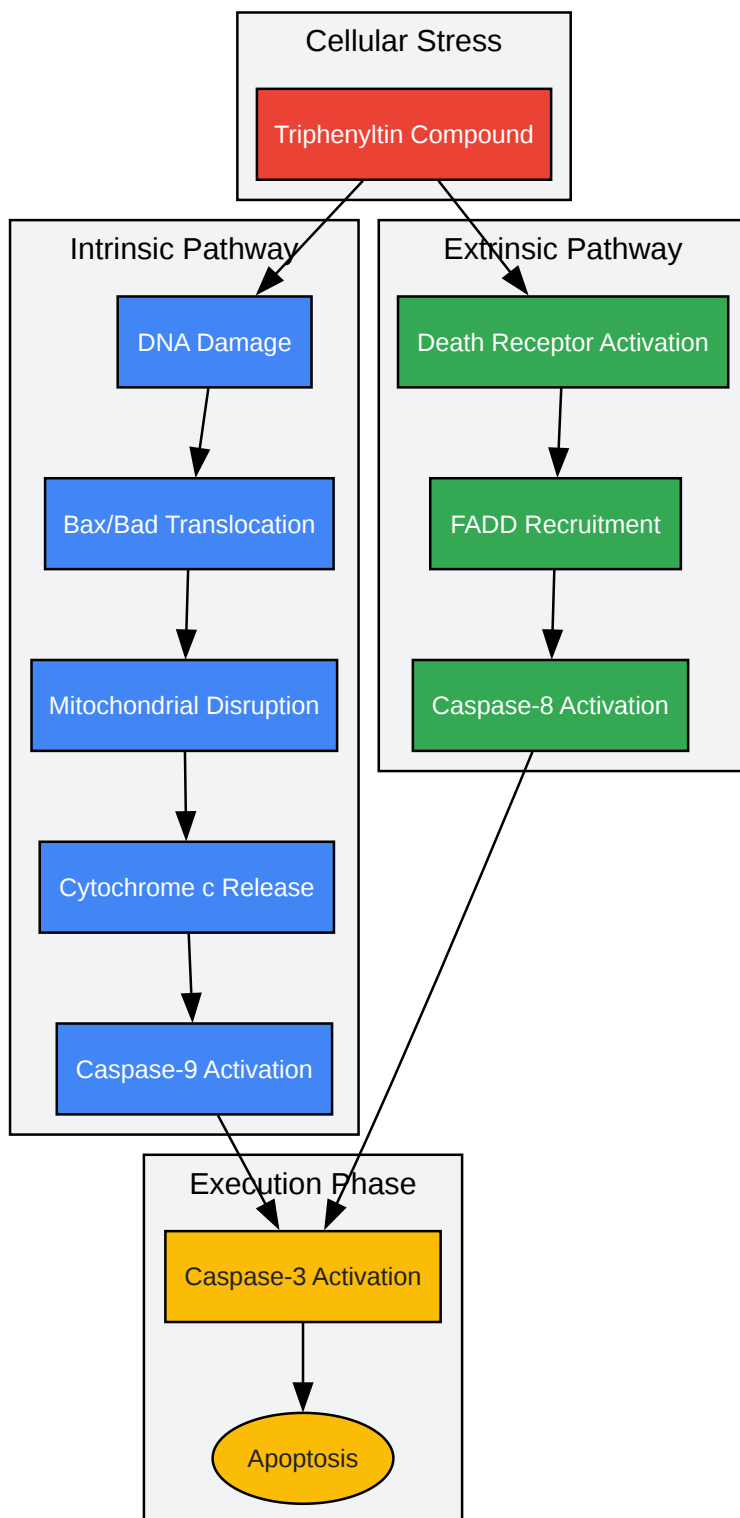 Cellular Stress
Triphenyltin Compound
Intrinsic Pathway
DNA Damage
Bax/Bad Translocation
Mitochondrial Disruption
Cytochrome c Release
Caspase-9 Activation
Extrinsic Pathway
Death Receptor Activation
FADD Recruitment
Caspase-8 Activation
Execution Phase
Caspase-3 Activation
Apoptosis